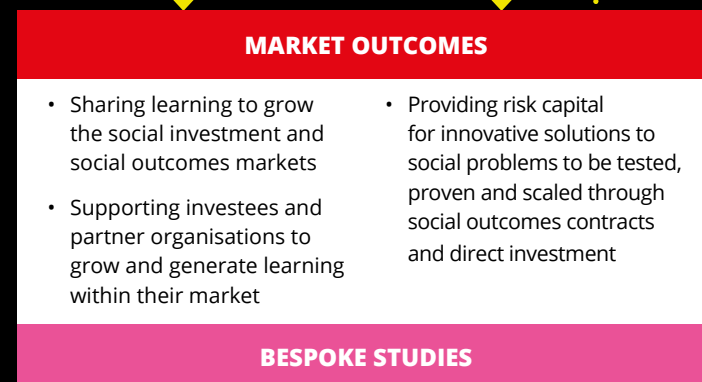 MARKET OUTCOMES
• Sharing learning to grow
the social investment and
social outcomes markets
• Supporting investees and
partner organisations to
grow and generate learning
within their market
• Providing risk capital
for innovative solutions to
social problems to be tested,
proven and scaled through
social outcomes contracts
and direct investment
BESPOKE STUDIES